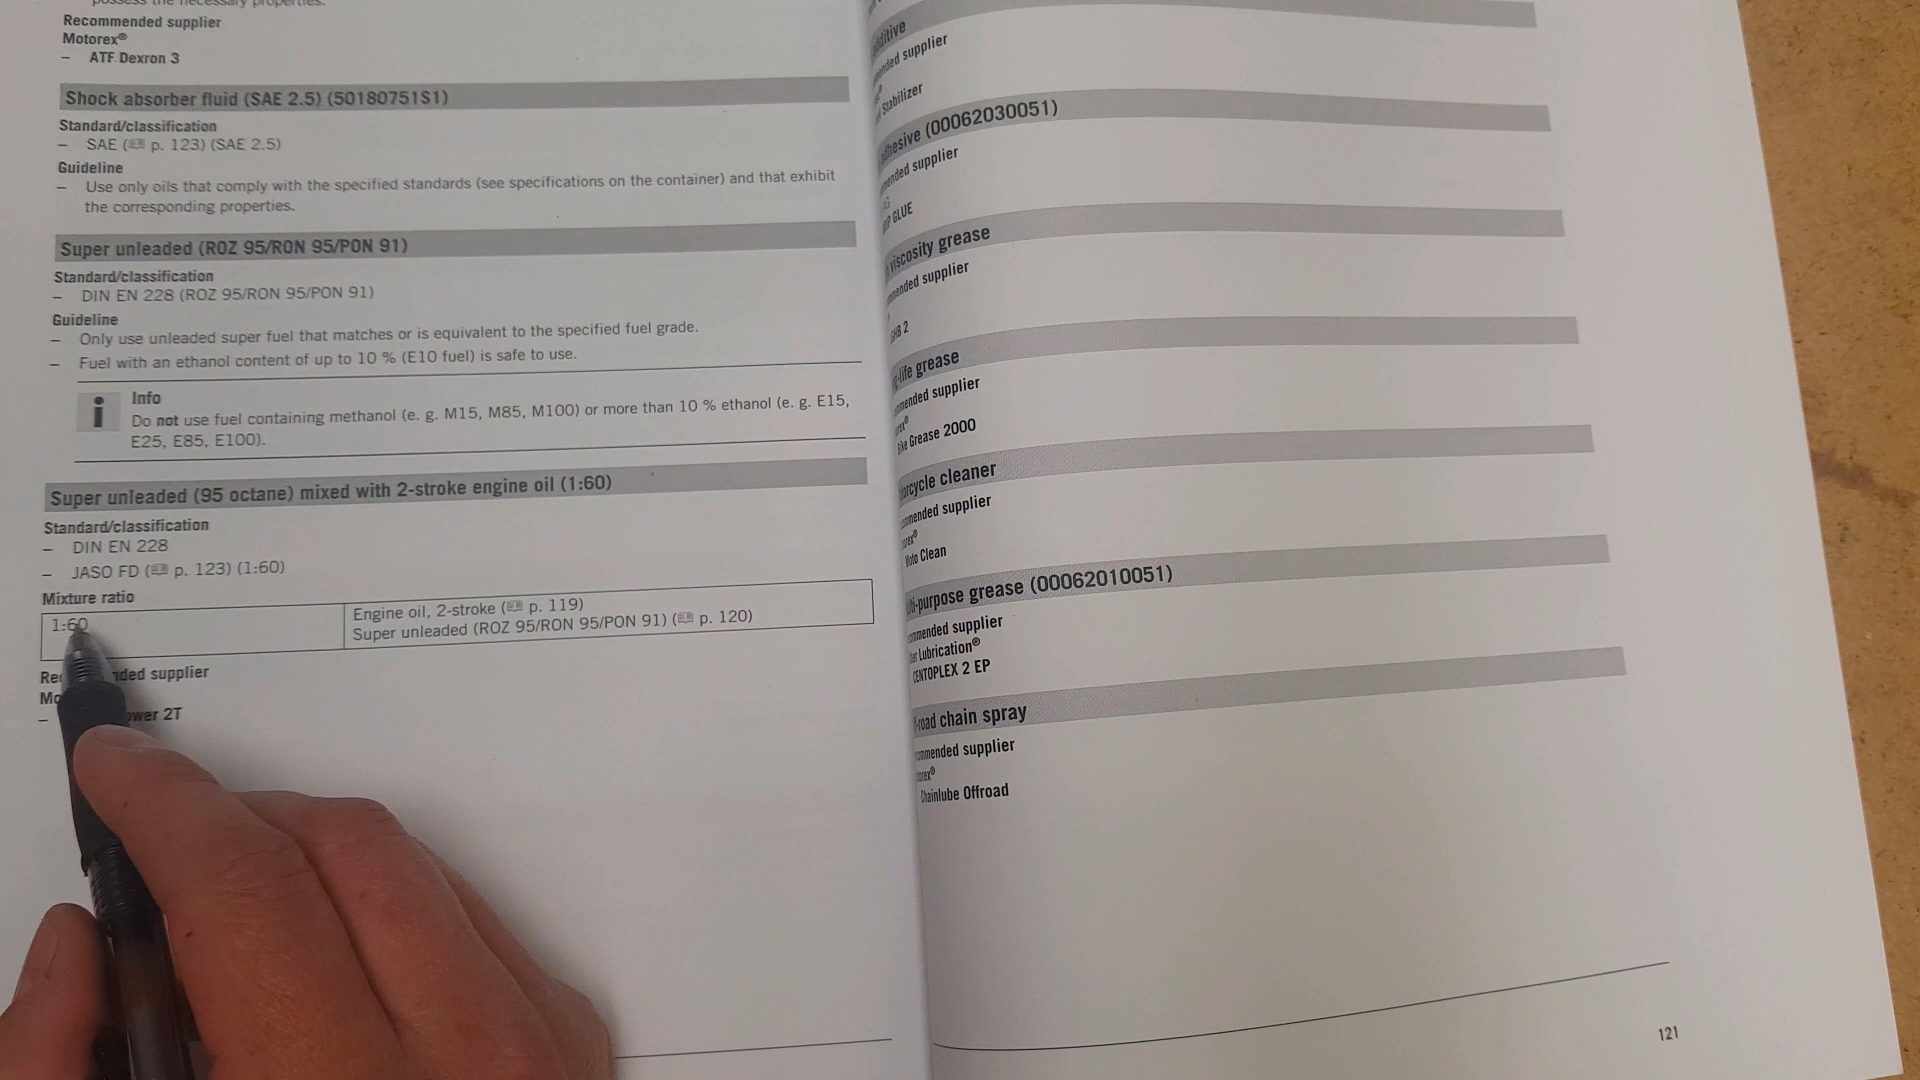 possess the necessary properties.
Recommended supplier
Motorex®
– ATF Dexron 3
Shock absorber fluid (SAE 2.5) (50180751S1)
Standard/classification
– SAE (p. 123) (SAE 2.5)
Guideline
– Use only oils that comply with the specified standards (see specifications on the container) and that exhibit
the corresponding properties.
Super unleaded (ROZ 95/RON 95/PON 91)
Standard/classification
– DIN EN 228 (ROZ 95/RON 95/PON 91)
Guideline
– Only use unleaded super fuel that matches or is equivalent to the specified fuel grade.
– Fuel with an ethanol content of up to 10 % (E10 fuel) is safe to use.
i
Info
Do not use fuel containing methanol (e. g. M15, M85, M100) or more than 10 % ethanol (e. g. E15,
E25, E85, E100).
Super unleaded (95 octane) mixed with 2-stroke engine oil (1:60)
Standard/classification
– DIN EN 228
– JASO FD (p. 123) (1:60)
Mixture ratio
1:60
Engine oil, 2-stroke (p. 119)
Super unleaded (ROZ 95/RON 95/PON 91) (p. 120)
supplier
– 2T
supplier
Stabilizer
(00062030051)
supplier
GLUE
viscosity grease
supplier
2
grease
supplier
Grease 2000
cleaner
supplier
Clean
grease (00062010051)
supplier
Lubrication®
CENTOPLEX 2 EP
chain spray
supplier
Chainlube Offroad
121